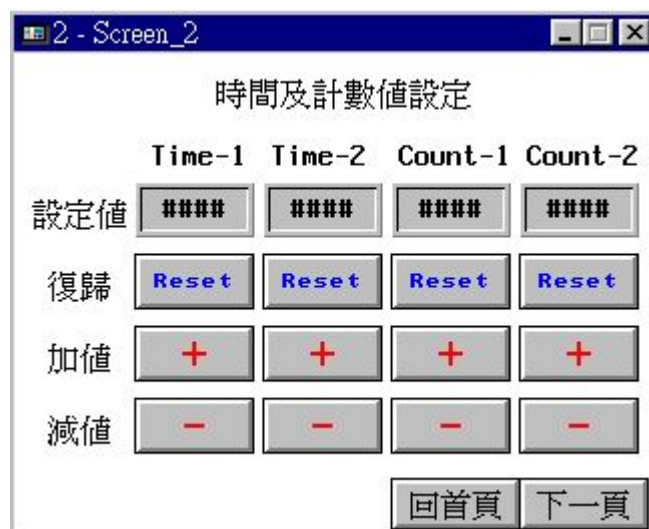 2 - Screen_2
時間及計數值設定
Time-1 Time-2 Count-1 Count-2
設定值 #### #### #### ####
復歸 Reset Reset Reset Reset
加值 + + + +
減值 - - - -
回首頁 下一頁